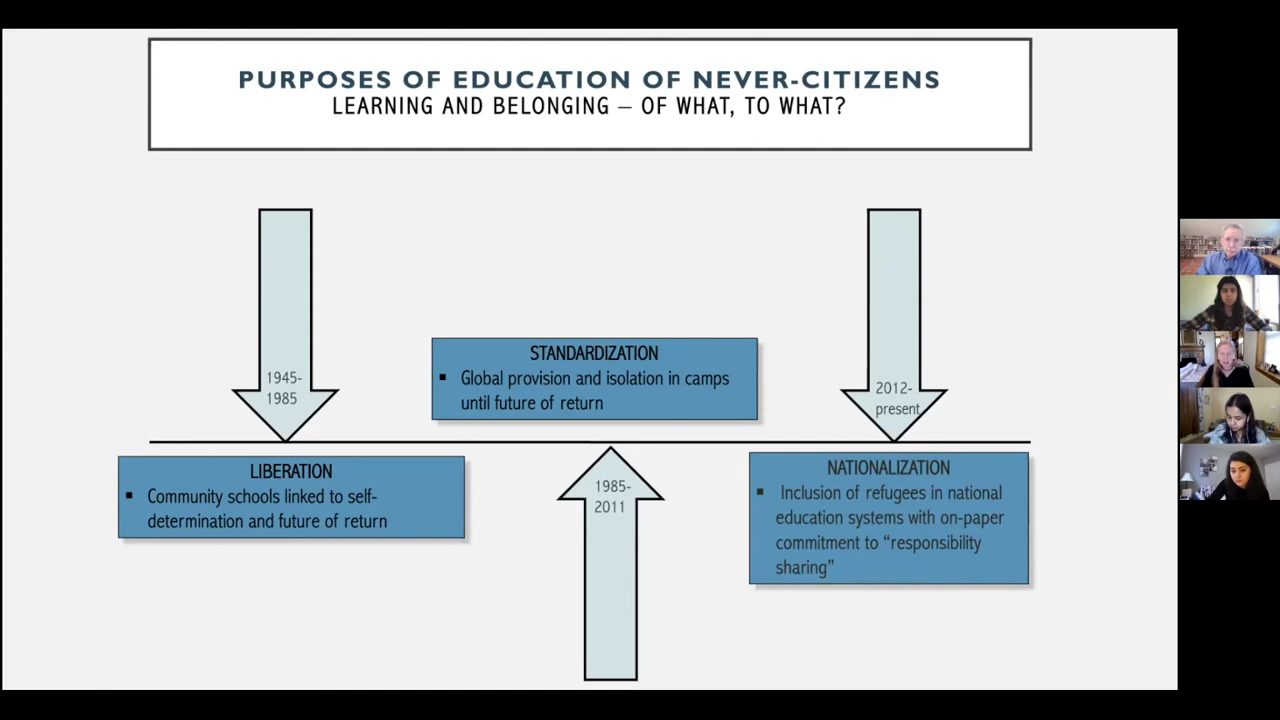 PURPOSES OF EDUCATION OF NEVER-CITIZENS
LEARNING AND BELONGING – OF WHAT, TO WHAT?
1945-
1985
LIBERATION
▪ Community schools linked to self-
determination and future of return
STANDARDIZATION
▪ Global provision and isolation in camps
until future of return
1985-
2011
2012-
present
NATIONALIZATION
▪ Inclusion of refugees in national
education systems with on-paper
commitment to “responsibility
sharing”